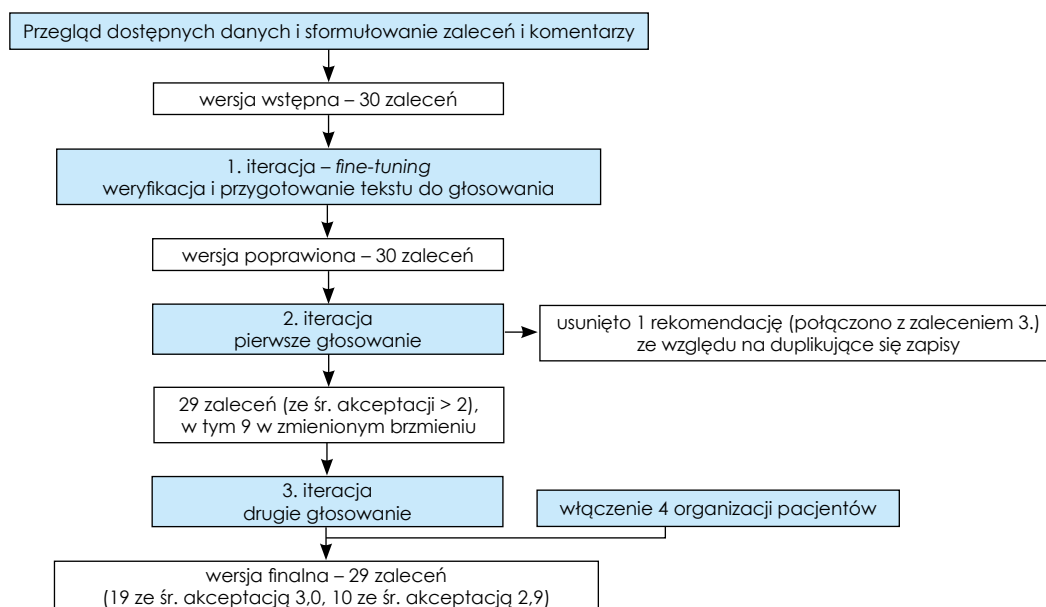 Przegląd dostępnych danych i sformułowanie zaleceń i komentarzy
wersja wstępna – 30 zaleceń
1. iteracja – fine-tuning
weryfikacja i przygotowanie tekstu do głosowania
wersja poprawiona – 30 zaleceń
2. iteracja
pierwsze głosowanie
usunięto 1 rekomendację (połączono z zaleceniem 3.)
ze względu na duplikujące się zapisy
29 zaleceń (ze śr. akceptacji > 2),
w tym 9 w zmienionym brzmieniu
3. iteracja
drugie głosowanie
włączenie 4 organizacji pacjentów
wersja finalna – 29 zaleceń
(19 ze śr. akceptacją 3,0, 10 ze śr. akceptacją 2,9)